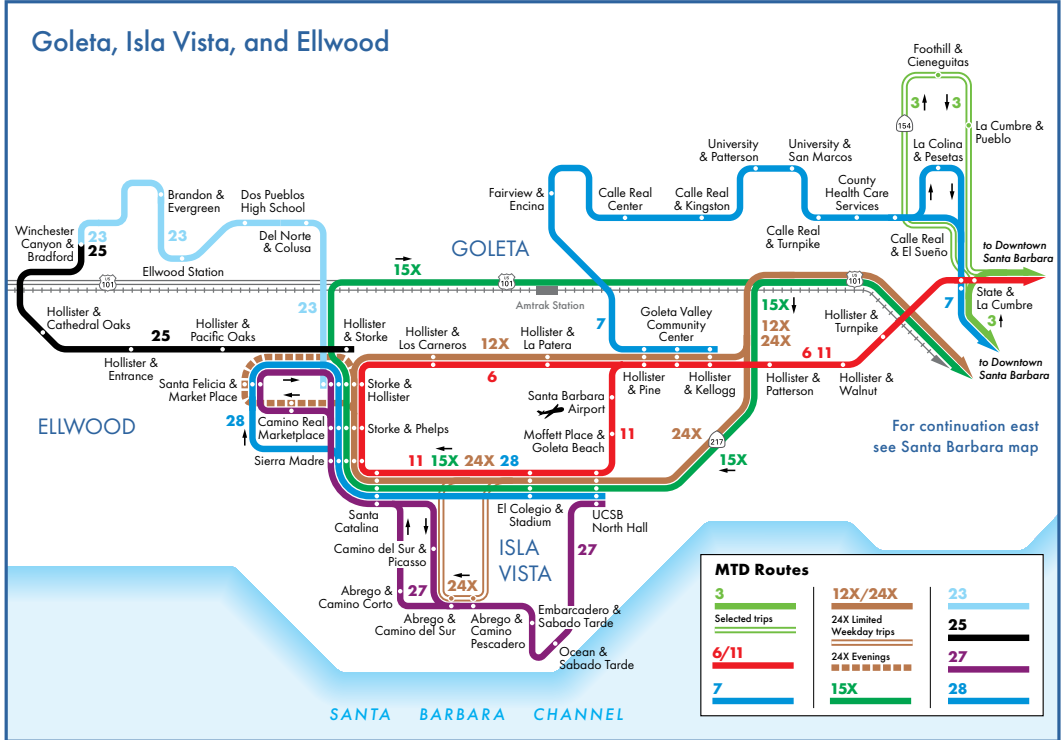 Goleta, Isla Vista, and Ellwood
Foothill &
Cieneguitas
3
3
154
La Cumbre &
Pueblo
University
& Patterson
University &
San Marcos
La Colina
& Pesetas
Fairview &
Encina
Calle Real
Center
Calle Real
& Kingston
County
Health Care
Services
Calle Real
& Turnpike
Calle Real
& El Sueño
to Downtown
Santa Barbara
Brandon &
Evergreen
Dos Pueblos
High School
Winchester
Canyon &
Bradford
23
25
23
Del Norte
& Colusa
Ellwood Station
GOLETA
15X
US
101
US
101
US
101
Amtrak Station
23
7
15X
12X
24X
7
State &
La Cumbre
3
Hollister &
Cathedral Oaks
25
Hollister &
Pacific Oaks
Hollister
& Storke
Hollister &
Los Carneros
12X
Hollister &
La Patera
Goleta Valley
Community
Center
Hollister &
Turnpike
6 11
to Downtown
Santa Barbara
Hollister &
Entrance
6
Hollister
& Pine
Hollister
& Kellogg
Hollister &
Patterson
Hollister &
Walnut
Santa Felicia &
Market Place
Storke &
Hollister
Santa Barbara
Airport
ELLWOOD
28
Camino Real
Marketplace
Storke & Phelps
Moffett Place &
Goleta Beach
11
24X
217
15X
For continuation east
see Santa Barbara map
Sierra Madre
11 15X 24X 28
Santa
Catalina
El Colegio &
Stadium
UCSB
North Hall
Camino del Sur &
Picasso
ISLA
VISTA
27
Abrego &
Camino Corto
27
24X
Abrego &
Camino del Sur
Abrego &
Camino
Pescadero
Embarcadero &
Sabado Tarde
Ocean &
Sabado Tarde
SANTA BARBARA CHANNEL
MTD Routes
3
Selected trips
6/11
7
12X/24X
24X Limited
Weekday trips
24X Evenings
15X
23
25
27
28